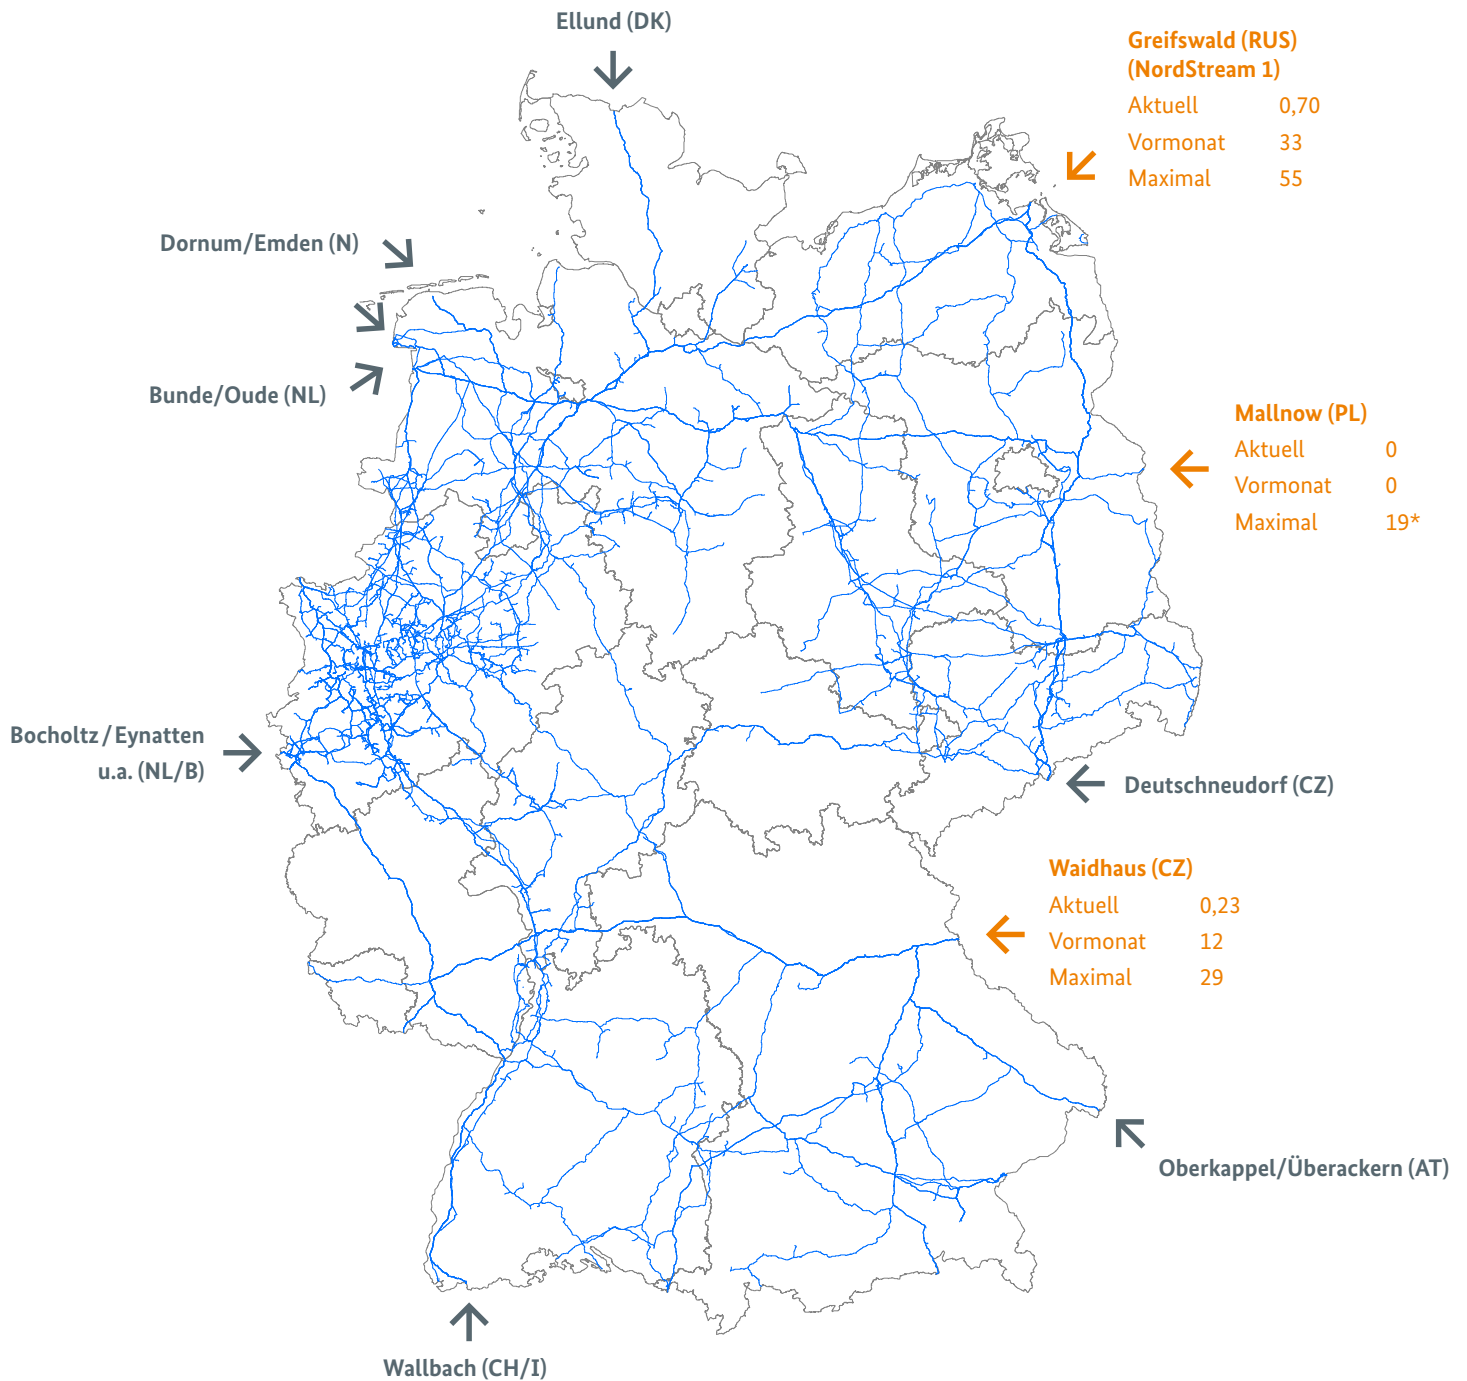 Ellund (DK)
Greifswald (RUS)
(NordStream 1)
Aktuell 0,70
Vormonat 33
Maximal 55
Dornum/Emden (N)
Bunde/Oude (NL)
Mallnow (PL)
Aktuell 0
Vormonat 0
Maximal 19*
Bocholtz / Eynatten
u.a. (NL/B)
Deutschneudorf (CZ)
Waidhaus (CZ)
Aktuell 0,23
Vormonat 12
Maximal 29
Oberkappel/Überackern (AT)
Wallbach (CH/I)